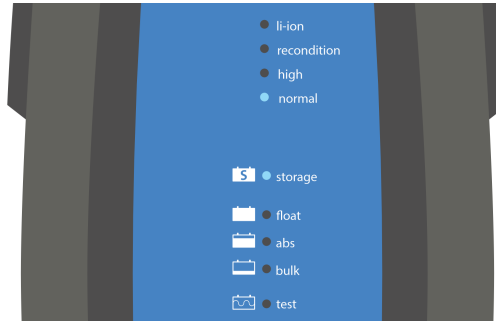 li-ion
recondition
high
normal
S storage
float
abs
bulk
test